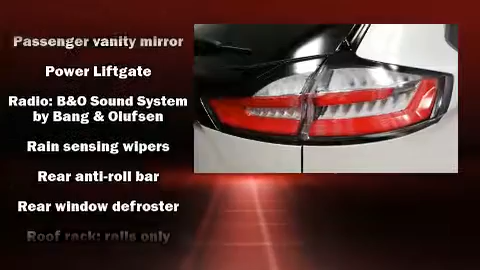 Passenger vanity mirror
Power Liftgate
Radio: B&O Sound System
by Bang & Olufsen
Rain sensing wipers
Rear anti-roll bar
Rear window defroster
Roof rack: rails only